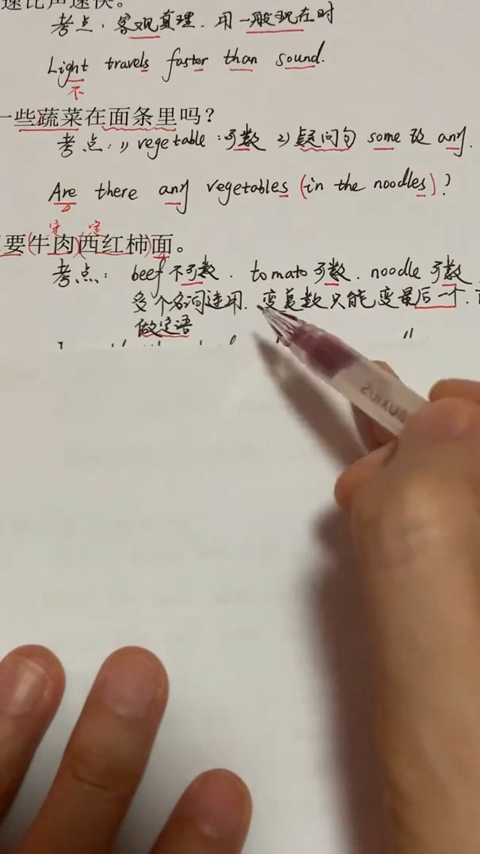 速比声速快。
考点：客观真理．用一般现在时
Light travels faster than sound.
不
一些蔬菜在面条里吗？
考点：1) vegetable：可数 2) 疑问句 some 改 any.
Are there any vegetables (in the noodles)?
定 定
要(牛肉)(西红柿)面。
考点： beef 不可数． tomato 可数． noodle 可数
多个名词连用．变复数只能变最后一个．
做定语